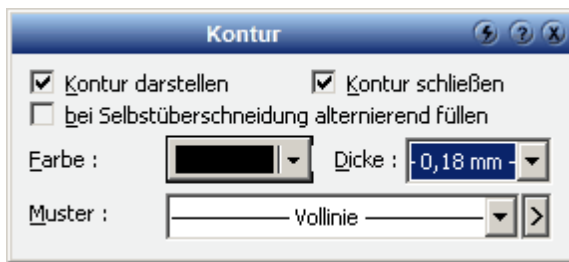 Kontur
Kontur darstellen Kontur schließen
bei Selbstüberschneidung alternierend füllen
Farbe : Dicke : 0,18 mm
Muster : Vollinie >